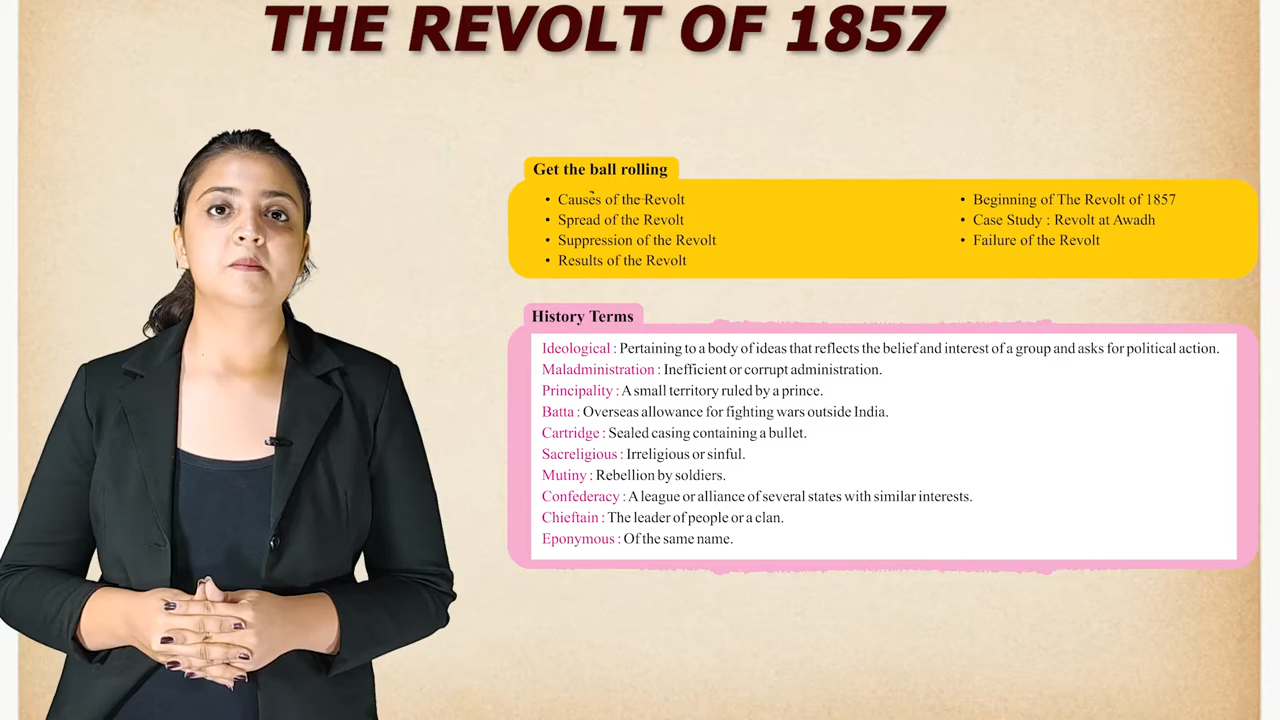 THE REVOLT OF 1857
Get the ball rolling
• Causes of the Revolt
• Spread of the Revolt
• Suppression of the Revolt
• Results of the Revolt
• Beginning of The Revolt of 1857
• Case Study : Revolt at Awadh
• Failure of the Revolt
History Terms
Ideological : Pertaining to a body of ideas that reflects the belief and interest of a group and asks for political action.
Maladministration : Inefficient or corrupt administration.
Principality : A small territory ruled by a prince.
Batta : Overseas allowance for fighting wars outside India.
Cartridge : Sealed casing containing a bullet.
Sacreligious : Irreligious or sinful.
Mutiny : Rebellion by soldiers.
Confederacy : A league or alliance of several states with similar interests.
Chieftain : The leader of people or a clan.
Eponymous : Of the same name.